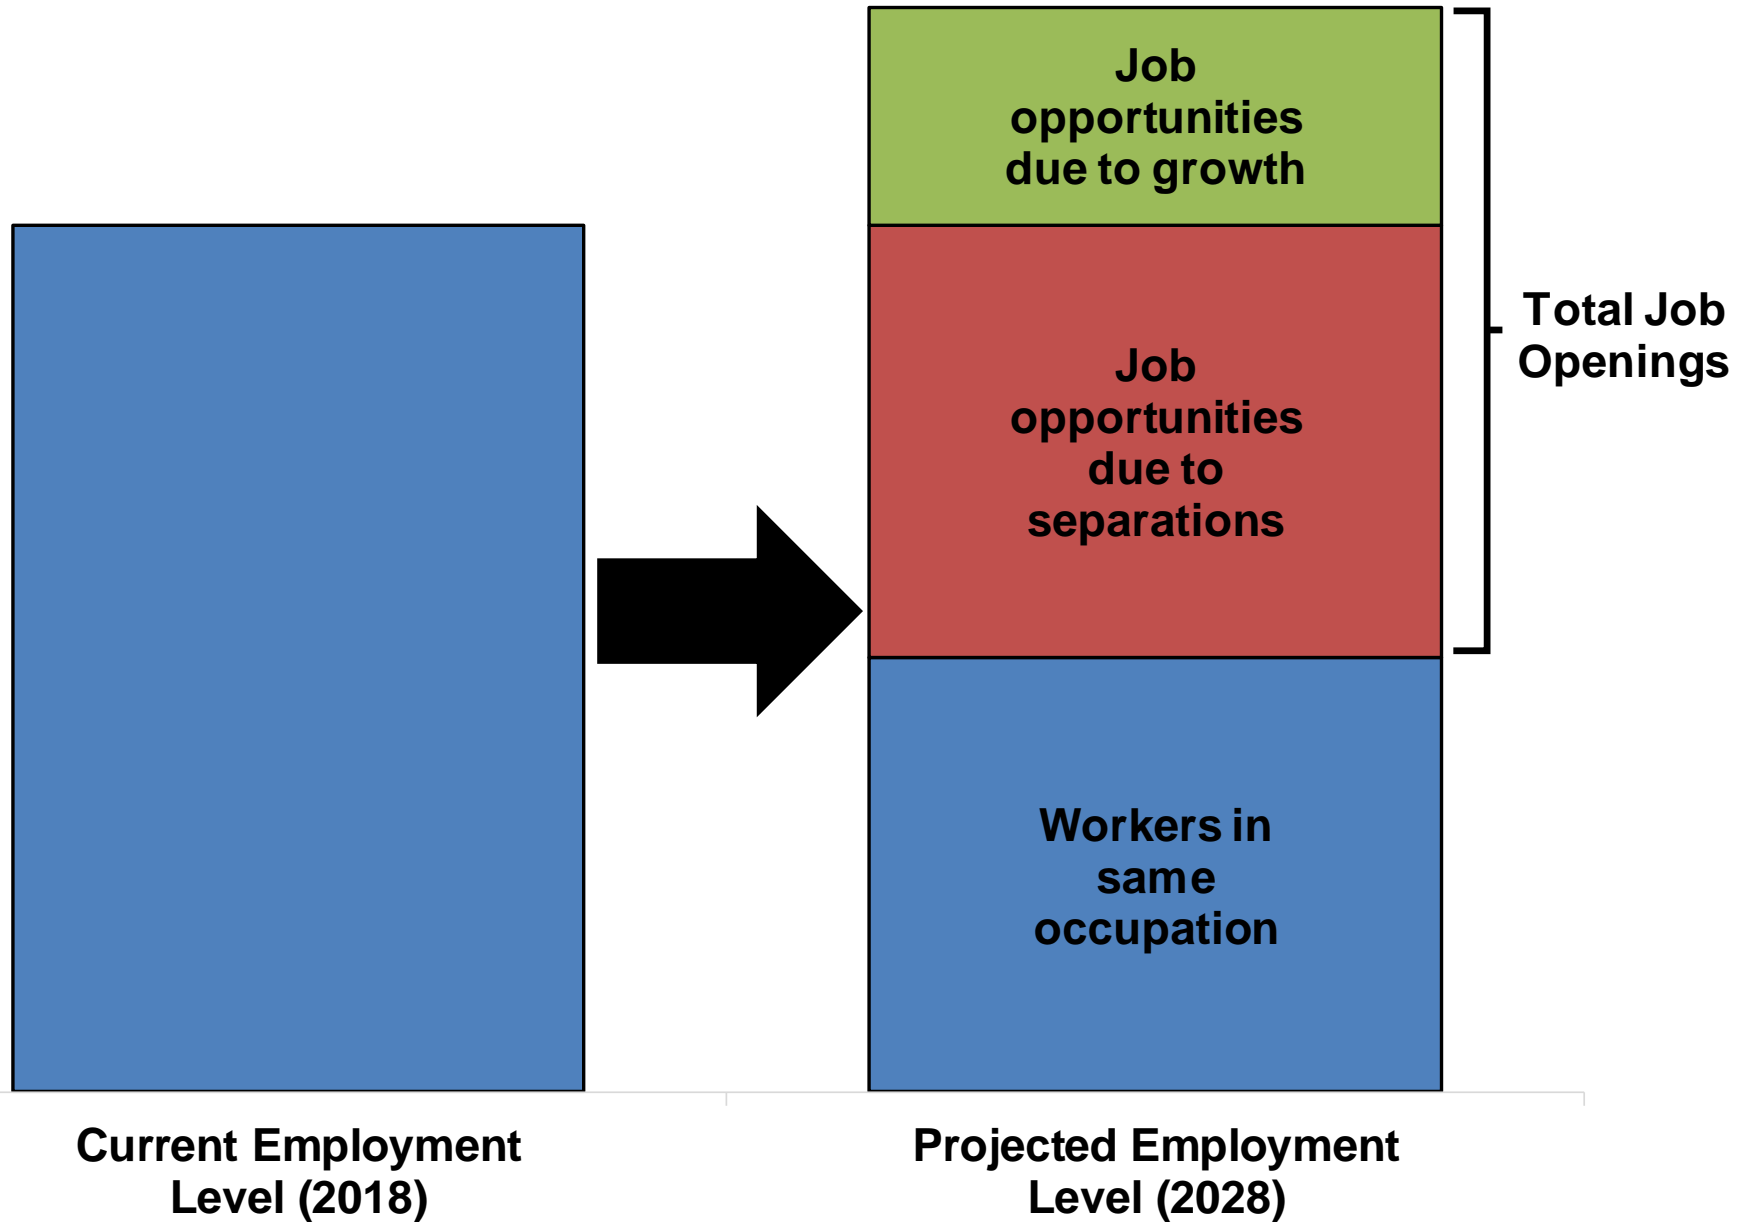 Job
opportunities
due to growth
Job
opportunities
due to
separations
Workers in
same
occupation
Total Job
Openings
Current Employment
Level (2018)
Projected Employment
Level (2028)